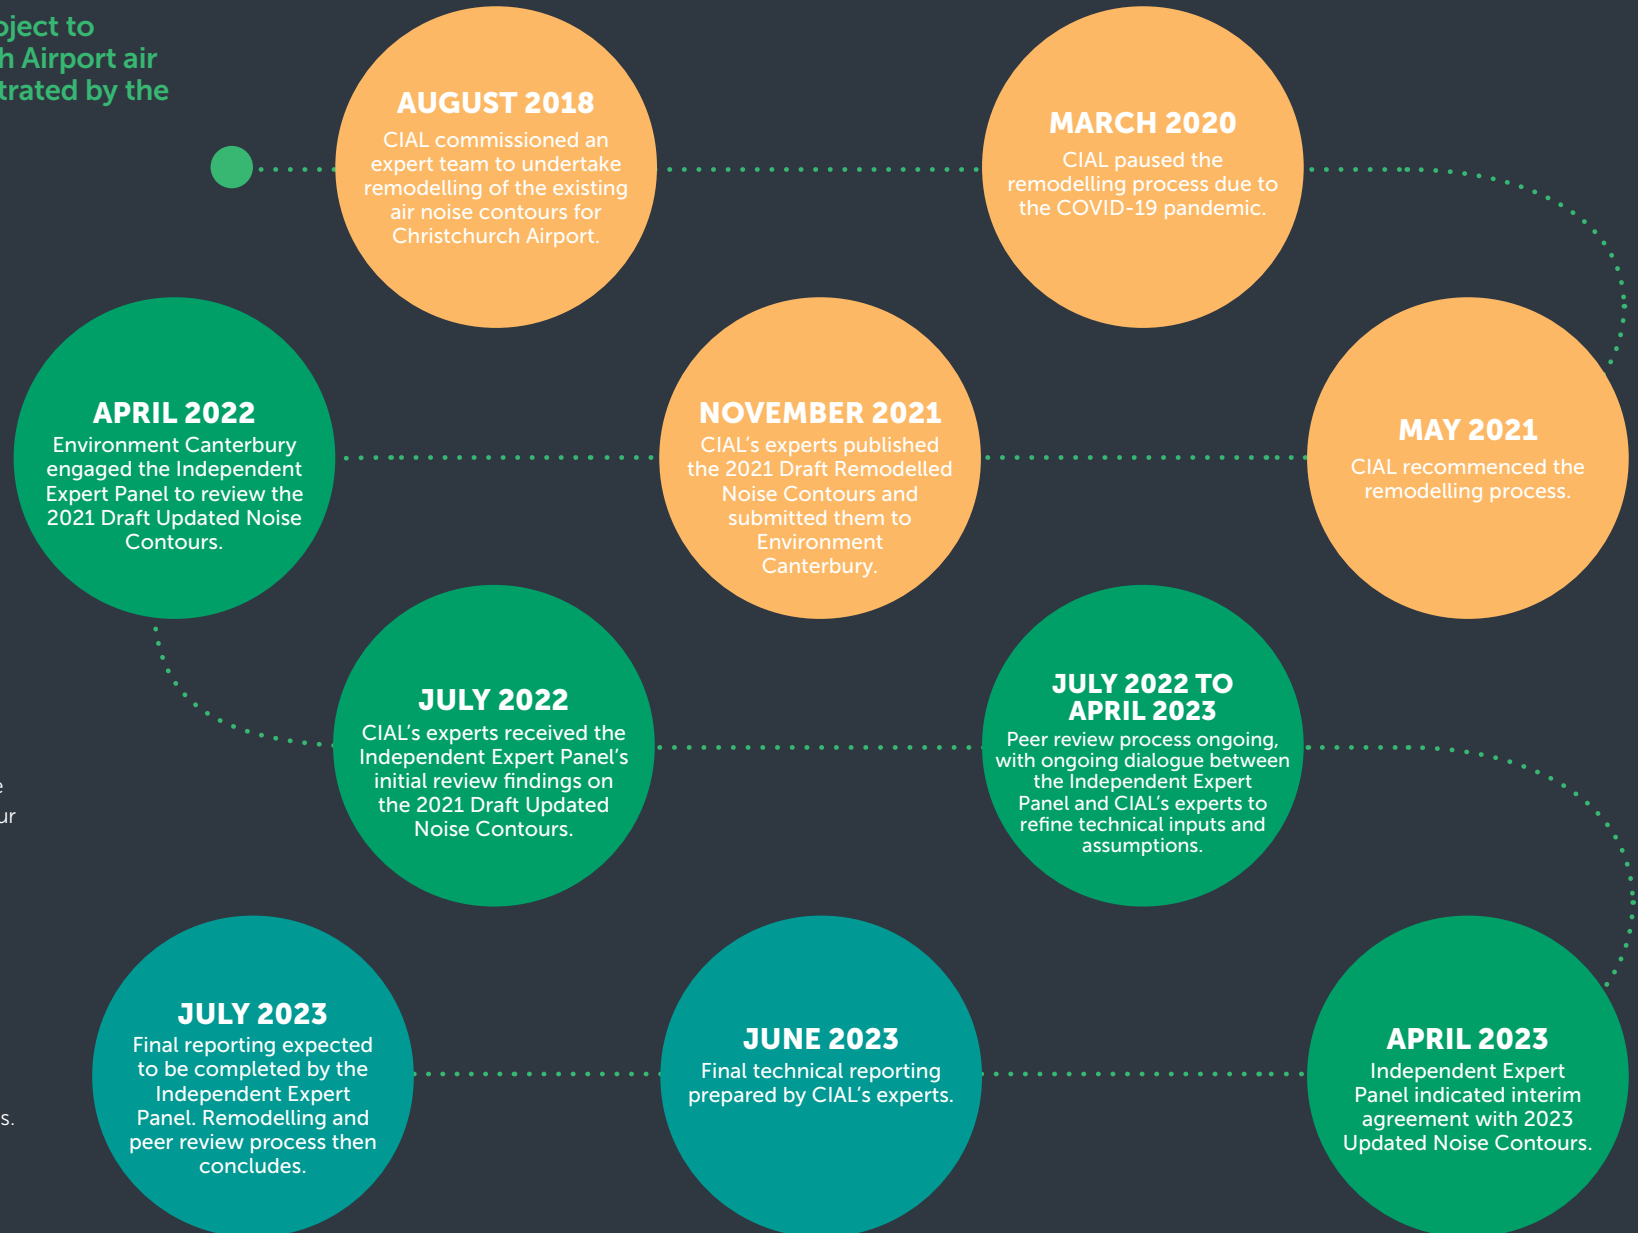 oject to
h Airport air
trated by the
AUGUST 2018
CIAL commissioned an
expert team to undertake
remodelling of the existing
air noise contours for
Christchurch Airport.
MARCH 2020
CIAL paused the
remodelling process due to
the COVID-19 pandemic.
MAY 2021
CIAL recommenced the
remodelling process.
NOVEMBER 2021
CIAL’s experts published
the 2021 Draft Remodelled
Noise Contours and
submitted them to
Environment
Canterbury.
APRIL 2022
Environment Canterbury
engaged the Independent
Expert Panel to review the
2021 Draft Updated Noise
Contours.
JULY 2022
CIAL’s experts received the
Independent Expert Panel’s
initial review findings on
the 2021 Draft Updated
Noise Contours.
JULY 2022 TO
APRIL 2023
Peer review process ongoing,
with ongoing dialogue between
the Independent Expert
Panel and CIAL’s experts to
refine technical inputs and
assumptions.
e
ur
APRIL 2023
Independent Expert
Panel indicated interim
agreement with 2023
Updated Noise Contours.
JUNE 2023
Final technical reporting
prepared by CIAL’s experts.
JULY 2023
Final reporting expected
to be completed by the
Independent Expert
Panel. Remodelling and
peer review process then
concludes.
s.